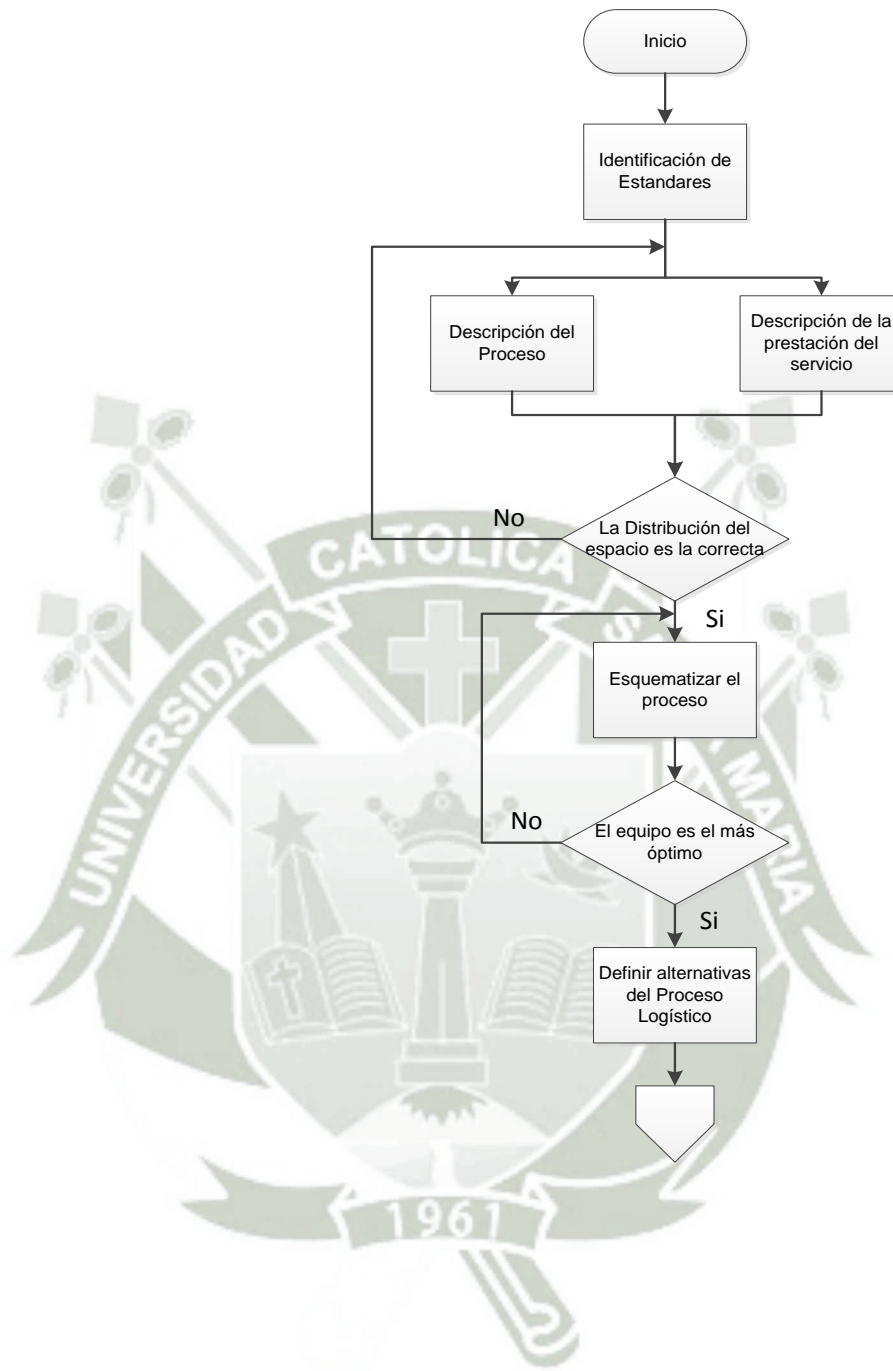 Inicio
Identificación de
Estandares
Descripción del
Proceso
Descripción de la
prestación del
servicio
No
La Distribución del
espacio es la correcta
Si
Esquematizar el
proceso
No
El equipo es el más
óptimo
Si
Definir alternativas
del Proceso
Logístico
UNIVERSIDAD
CATOLICA
MARIA
1961